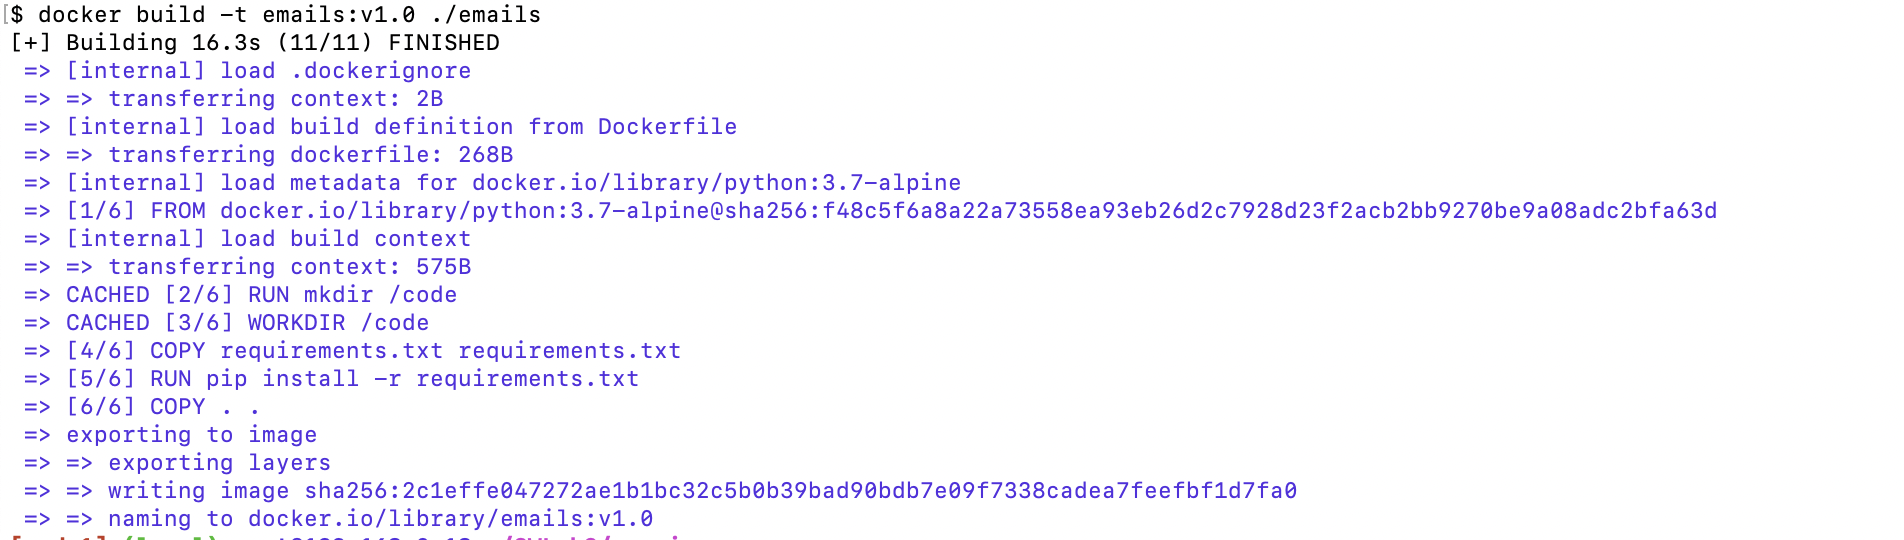 [$ docker build -t emails:v1.0 ./emails
[+] Building 16.3s (11/11) FINISHED
=> [internal] load .dockerignore
=> => transferring context: 2B
=> [internal] load build definition from Dockerfile
=> => transferring dockerfile: 268B
=> [internal] load metadata for docker.io/library/python:3.7-alpine
=> [1/6] FROM docker.io/library/python:3.7-alpine@sha256:f48c5f6a8a22a73558ea93eb26d2c7928d23f2acb2bb9270be9a08adc2bfa63d
=> [internal] load build context
=> => transferring context: 575B
=> CACHED [2/6] RUN mkdir /code
=> CACHED [3/6] WORKDIR /code
=> [4/6] COPY requirements.txt requirements.txt
=> [5/6] RUN pip install -r requirements.txt
=> [6/6] COPY . .
=> exporting to image
=> => exporting layers
=> => writing image sha256:2c1effe047272ae1b1bc32c5b0b39bad90bdb7e09f7338cadea7feefbf1d7fa0
=> => naming to docker.io/library/emails:v1.0